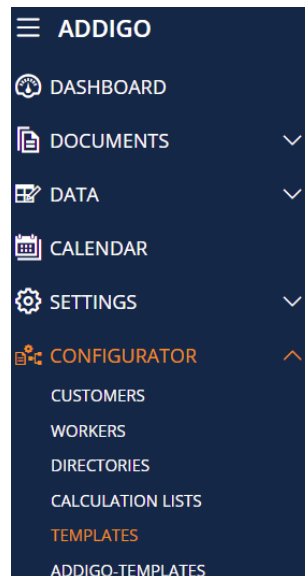 ADDIGO
DASHBOARD
DOCUMENTS
DATA
CALENDAR
SETTINGS
CONFIGURATOR
CUSTOMERS
WORKERS
DIRECTORIES
CALCULATION LISTS
TEMPLATES
ADDIGO-TEMPLATES